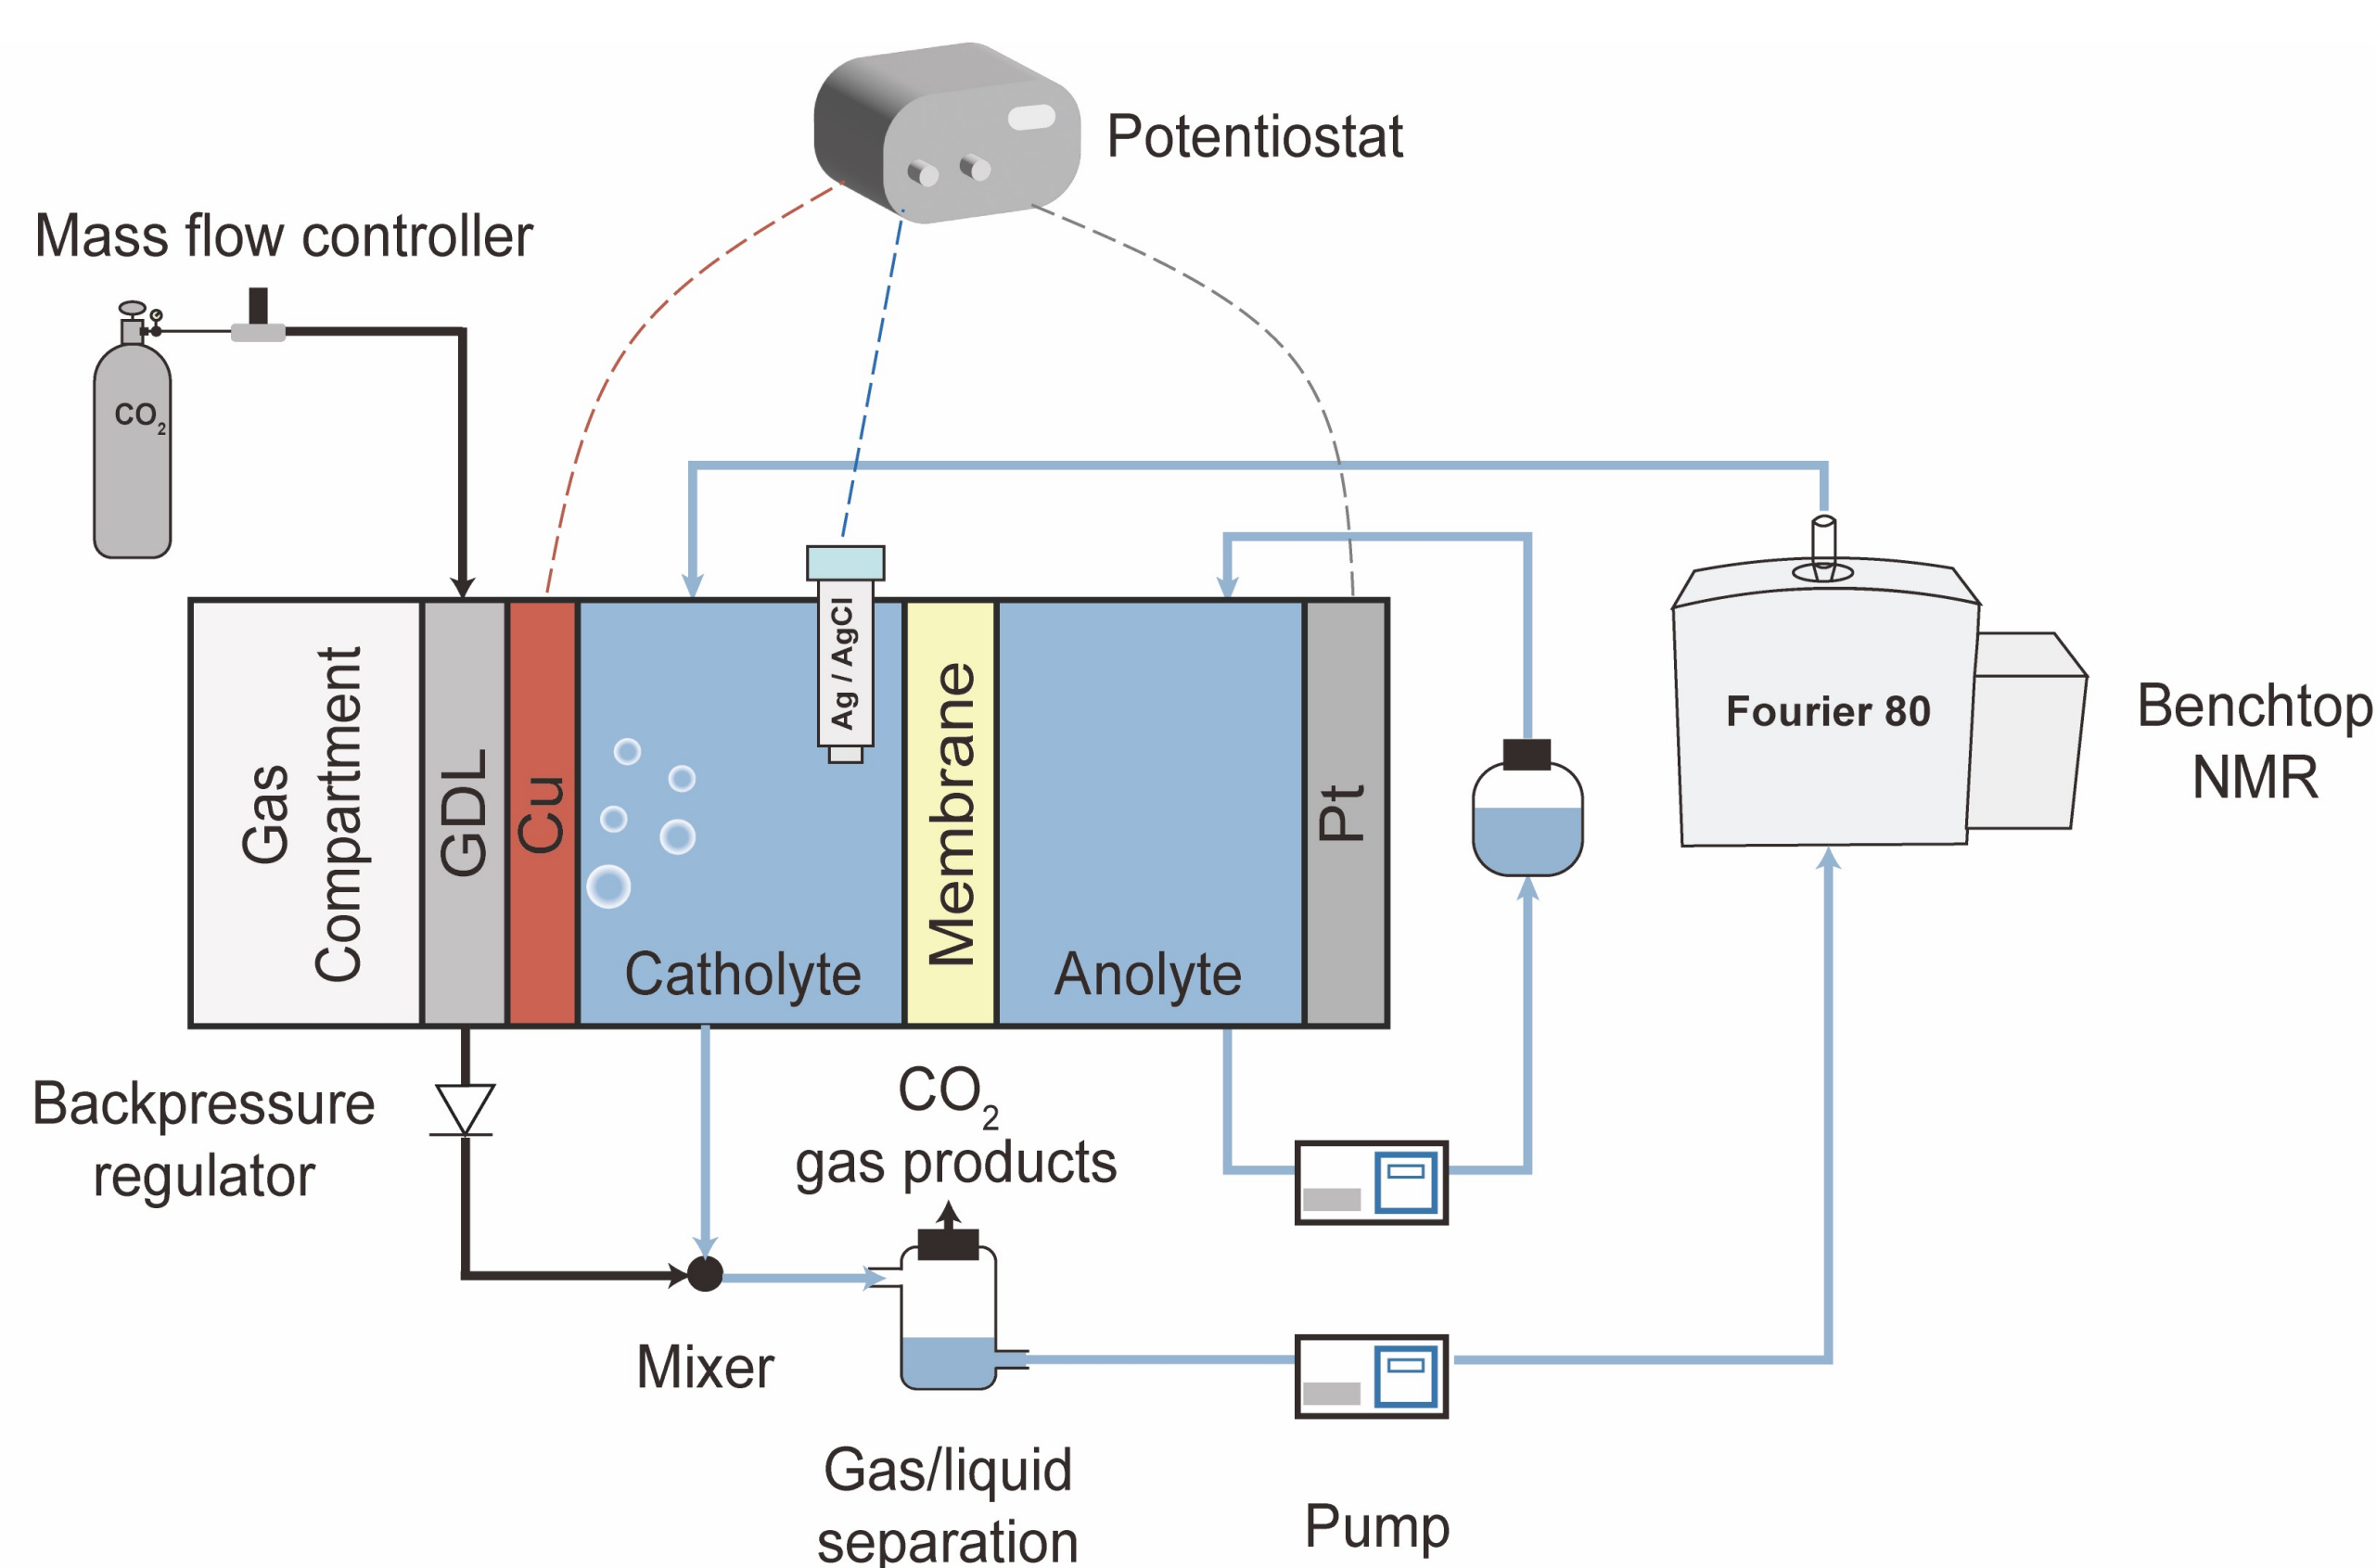 Potentiostat
Mass flow controller
CO2
Gas
Compartment
GDL
Cu
Catholyte
Ag / AgCl
Membrane
Anolyte
Pt
Fourier 80
Benchtop
NMR
Backpressure
regulator
CO2
gas products
Mixer
Gas/liquid
separation
Pump